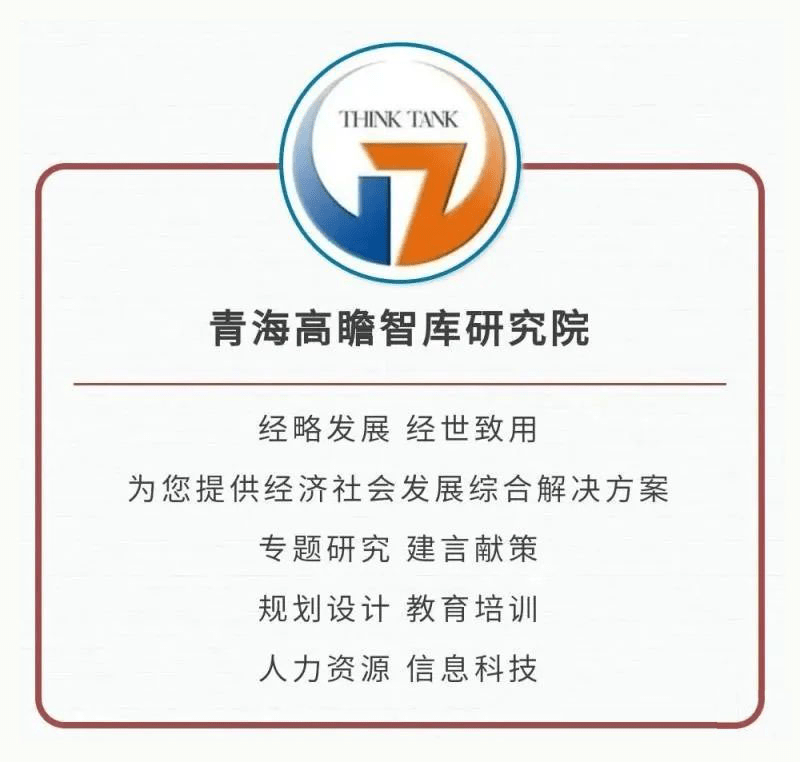 THINK TANK
青海高瞻智库研究院
经略发展 经世致用
为您提供经济社会发展综合解决方案
专题研究 建言献策
规划设计 教育培训
人力资源 信息科技